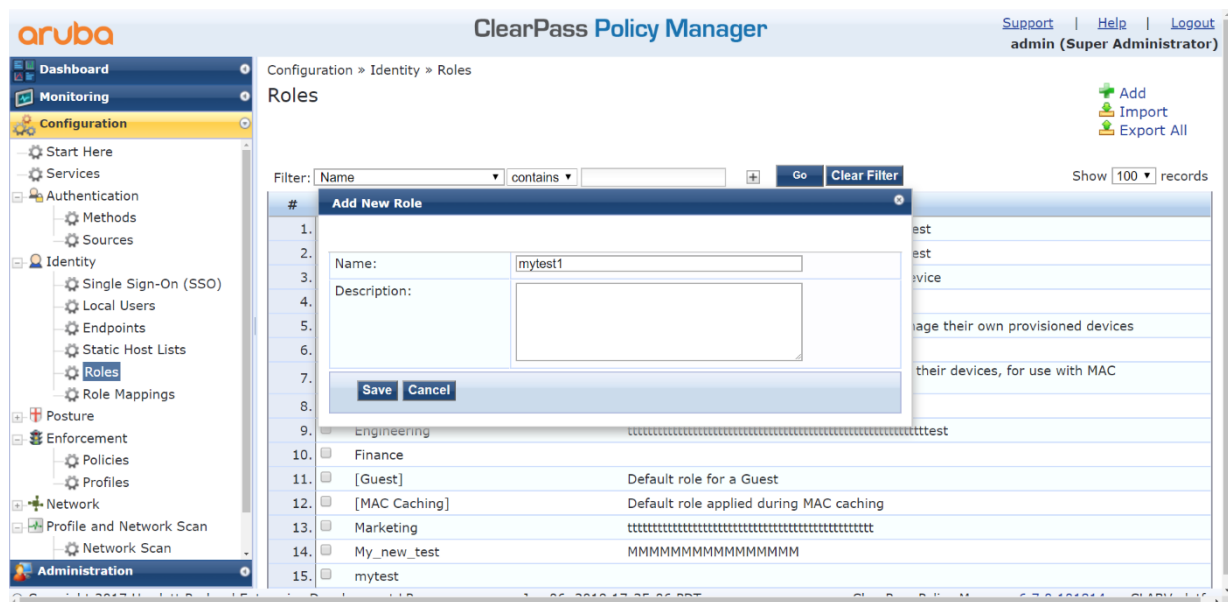 aruba
ClearPass Policy Manager
Support | Help | Logout
admin (Super Administrator)
Dashboard
Monitoring
Configuration
Start Here
Services
Authentication
Methods
Sources
Identity
Single Sign-On (SSO)
Local Users
Endpoints
Static Host Lists
Roles
Role Mappings
Posture
Enforcement
Policies
Profiles
Network
Profile and Network Scan
Network Scan
Administration
Configuration » Identity » Roles
Roles
Add
Import
Export All
Filter: Name contains Go Clear Filter Show 100 records
#
Add New Role
Name: mytest1
Description:
Save Cancel
1. est
2. est
3. evice
4.
5. nage their own provisioned devices
6.
7. their devices, for use with MAC
8.
9. Engineering
10. Finance
11. [Guest] Default role for a Guest
12. [MAC Caching] Default role applied during MAC caching
13. Marketing
14. My_new_test
15. mytest